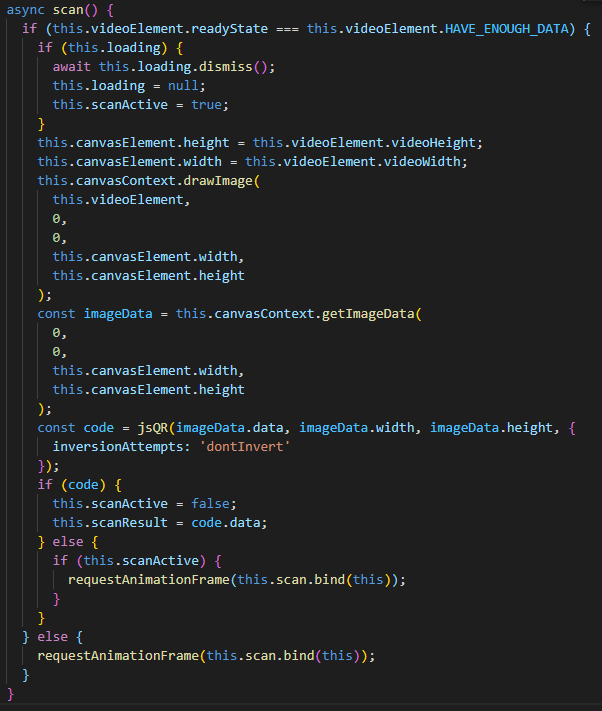 async scan() {
  if (this.videoElement.readyState === this.videoElement.HAVE_ENOUGH_DATA) {
    if (this.loading) {
      await this.loading.dismiss();
      this.loading = null;
      this.scanActive = true;
    }
    this.canvasElement.height = this.videoElement.videoHeight;
    this.canvasElement.width = this.videoElement.videoWidth;
    this.canvasContext.drawImage(
      this.videoElement,
      0,
      0,
      this.canvasElement.width,
      this.canvasElement.height
    );
    const imageData = this.canvasContext.getImageData(
      0,
      0,
      this.canvasElement.width,
      this.canvasElement.height
    );
    const code = jsQR(imageData.data, imageData.width, imageData.height, {
      inversionAttempts: 'dontInvert'
    });
    if (code) {
      this.scanActive = false;
      this.scanResult = code.data;
    } else {
      if (this.scanActive) {
        requestAnimationFrame(this.scan.bind(this));
      }
    }
  } else {
    requestAnimationFrame(this.scan.bind(this));
  }
}